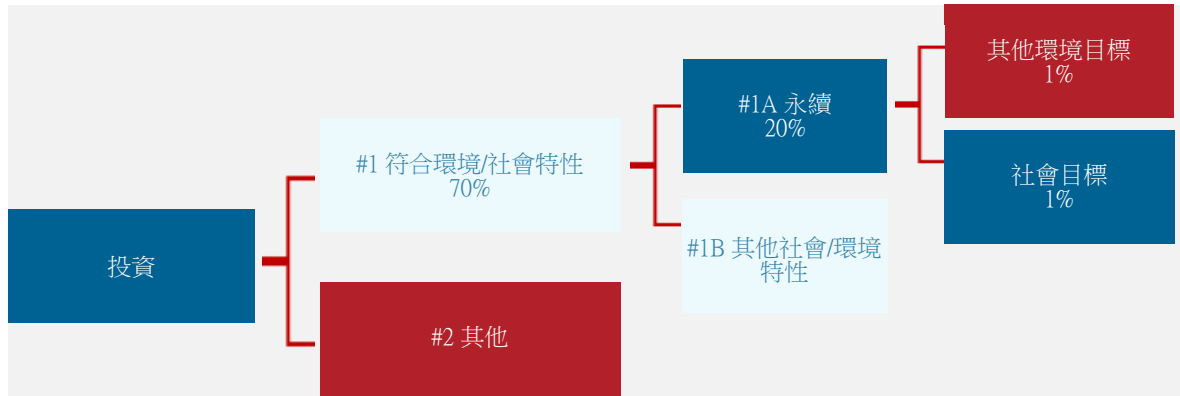 其他環境目標
1%
#1A 永續
20%
#1 符合環境/社會特性
70%
社會目標
1%
#1B 其他社會/環境
特性
投資
#2 其他